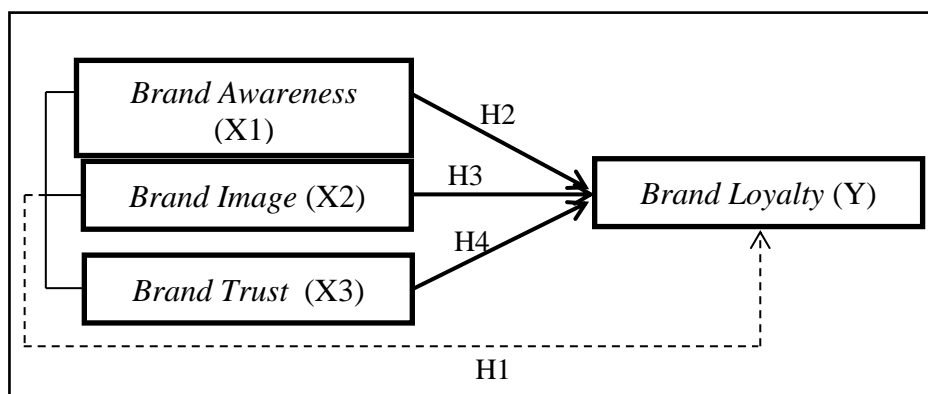 Brand Awareness
(X1)
H2
Brand Image (X2)
H3
Brand Loyalty (Y)
H4
Brand Trust (X3)
H1